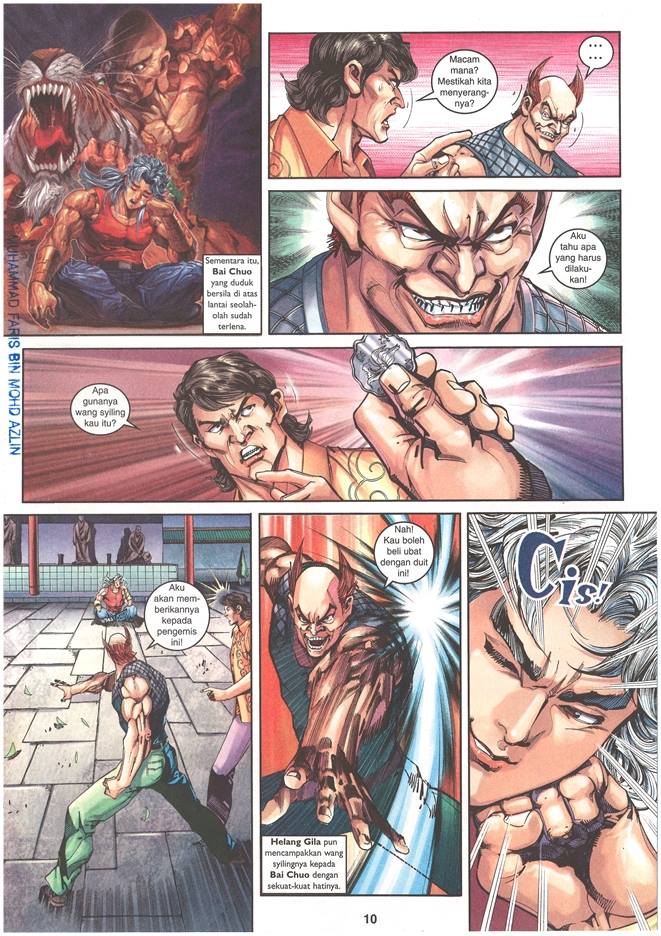 Sementara itu,
Bai Chuo
yang duduk
bersila di atas
lantai seolah-
olah sudah
terlena.
Macam
mana?
Mestikah kita
menyerang-
nya?
...
...
Aku
tahu apa
yang harus
dilaku-
kan!
MUHAMMAD FARIS BIN MOHD AZLIN
Apa
gunanya
wang syiling
kau itu?
Aku
akan mem-
berikannya
kepada
pengemis
ini!
Nah!
Kau boleh
beli ubat
dengan duit
ini!
Helang Gila pun
mencampakkan wang
syilingnya kepada
Bai Chuo dengan
sekuat-kuat hatinya.
Cis!
10